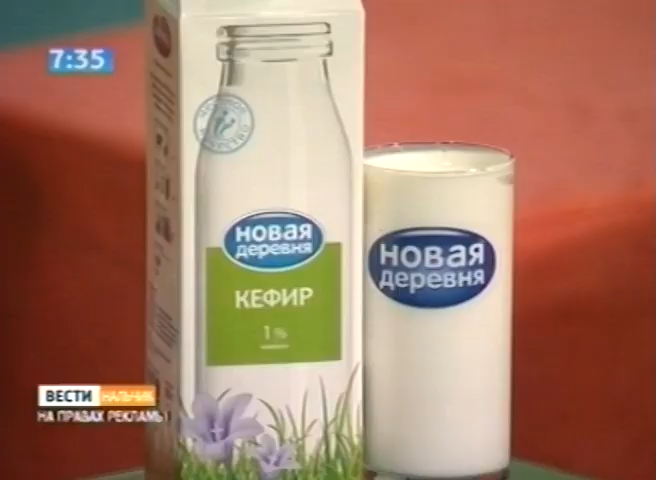 7:35
НОВАЯ
деревня
КЕФИР
1%
НОВАЯ
деревня
ВЕСТИ НАЛЬЧИК
НА ПРАВАХ РЕКЛАМЫ